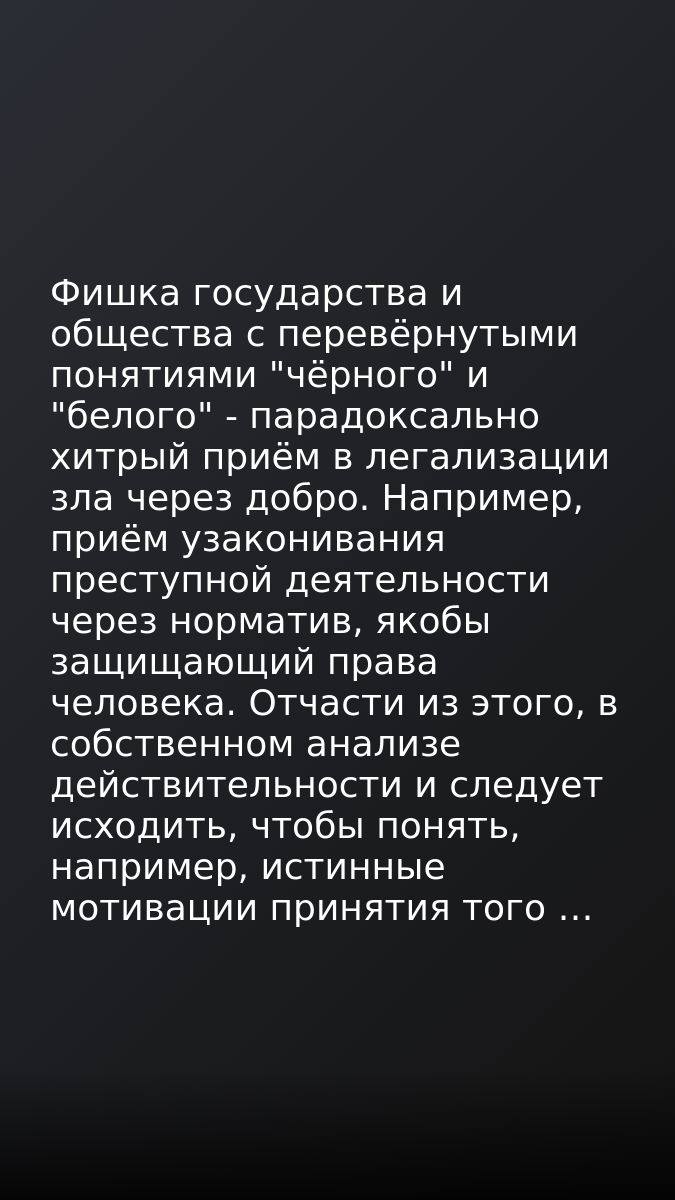 Фишка государства и
общества с перевёрнутыми
понятиями "чёрного" и
"белого" - парадоксально
хитрый приём в легализации
зла через добро. Например,
приём узаконивания
преступной деятельности
через норматив, якобы
защищающий права
человека. Отчасти из этого, в
собственном анализе
действительности и следует
исходить, чтобы понять,
например, истинные
мотивации принятия того ...